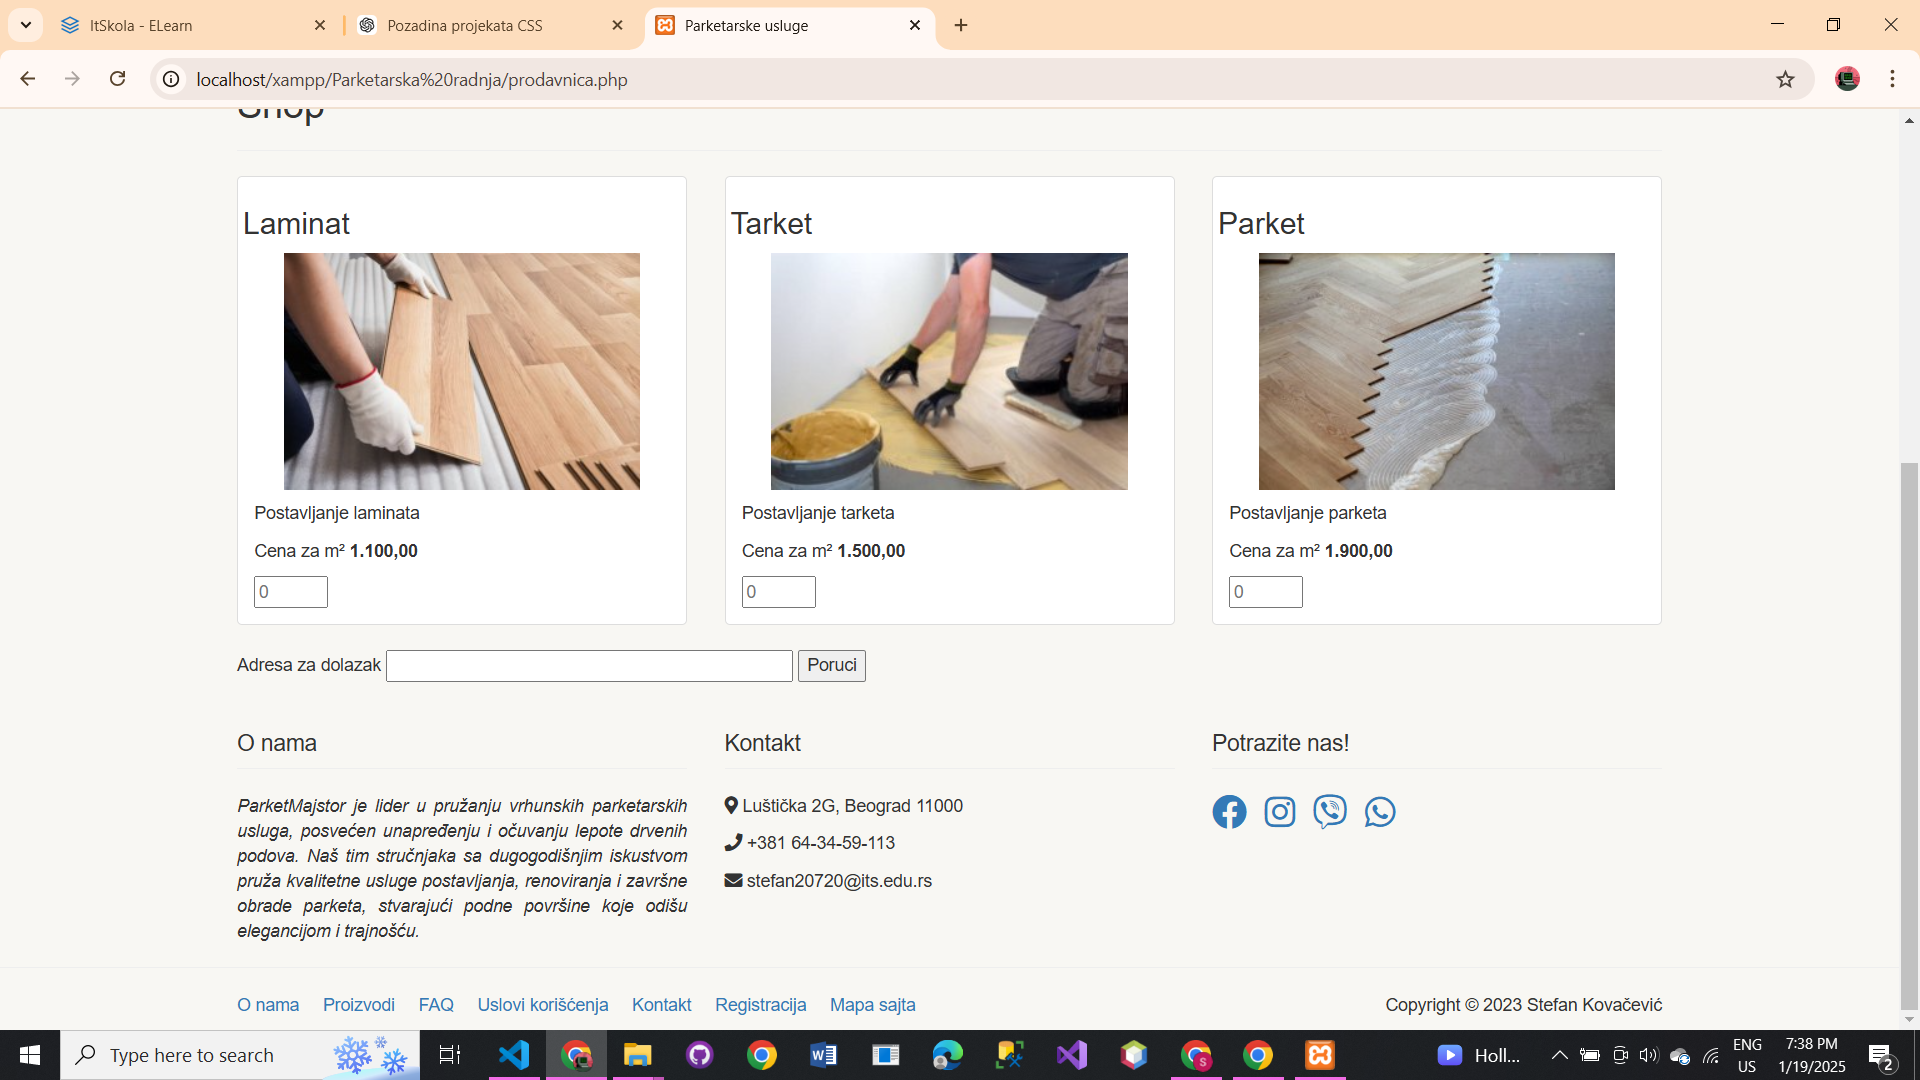 ItSkola - ELearn
Pozadina projekata CSS
Parketarske usluge
localhost/xampp/Parketarska%20radnja/prodavnica.php
Shop
Laminat
Tarket
Parket
Postavljanje laminata
Postavljanje tarketa
Postavljanje parketa
Cena za m² 1.100,00
Cena za m² 1.500,00
Cena za m² 1.900,00
0
0
0
Adresa za dolazak
Poruci
O nama
ParketMajstor je lider u pružanju vrhunskih parketarskih
usluga, posvećen unapređenju i očuvanju lepote drvenih
podova. Naš tim stručnjaka sa dugogodišnjim iskustvom
pruža kvalitetne usluge postavljanja, renoviranja i završne
obrade parketa, stvarajući podne površine koje odišu
elegancijom i trajnošću.
Kontakt
Luštička 2G, Beograd 11000
+381 64-34-59-113
stefan20720@its.edu.rs
Potrazite nas!
O nama Proizvodi FAQ Uslovi korišćenja Kontakt Registracija Mapa sajta
Copyright © 2023 Stefan Kovačević
Type here to search
Holl...
ENG
US
7:38 PM
1/19/2025
2